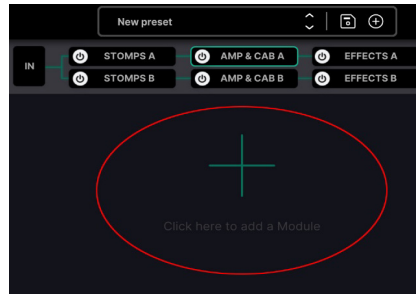 New preset
IN
STOMPS A
AMP & CAB A
EFFECTS A
STOMPS B
AMP & CAB B
EFFECTS B
Click here to add a Module